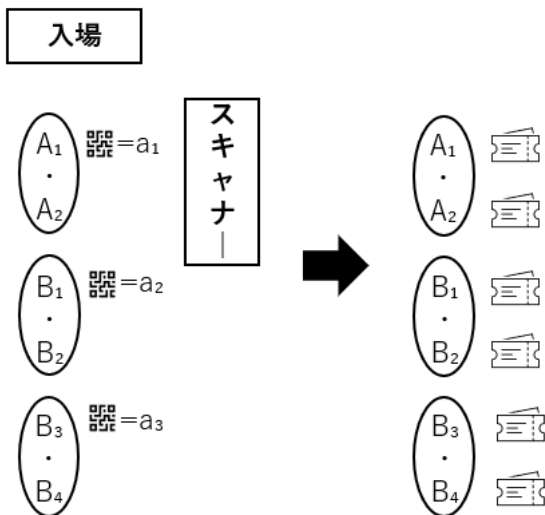 入場
スキャナー
A₁
・
A₂
=a₁
B₁
・
B₂
=a₂
B₃
・
B₄
=a₃
A₁
・
A₂
B₁
・
B₂
B₃
・
B₄